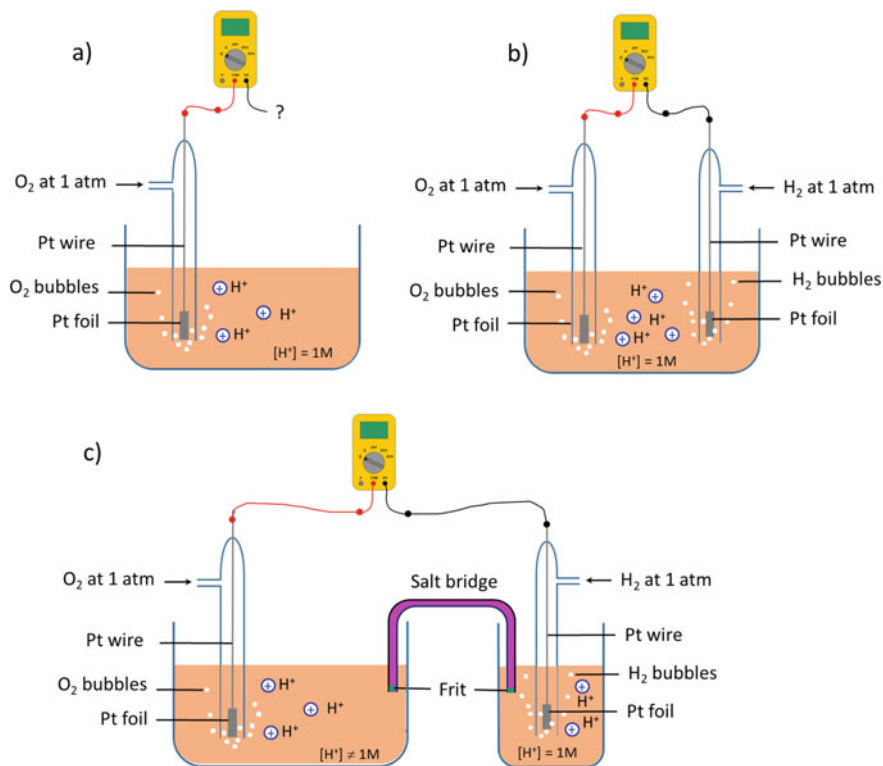 a)
?
O₂ at 1 atm
Pt wire
O₂ bubbles
Pt foil
H⁺
H⁺
H⁺
[H⁺] = 1M
b)
O₂ at 1 atm
H₂ at 1 atm
Pt wire
Pt wire
O₂ bubbles
H₂ bubbles
Pt foil
Pt foil
H⁺
H⁺
H⁺
H⁺
[H⁺] = 1M
c)
O₂ at 1 atm
H₂ at 1 atm
Salt bridge
Pt wire
Pt wire
O₂ bubbles
H₂ bubbles
Frit
Pt foil
Pt foil
H⁺
H⁺
H⁺
H⁺
H⁺
[H⁺] ≠ 1M
[H⁺] = 1M